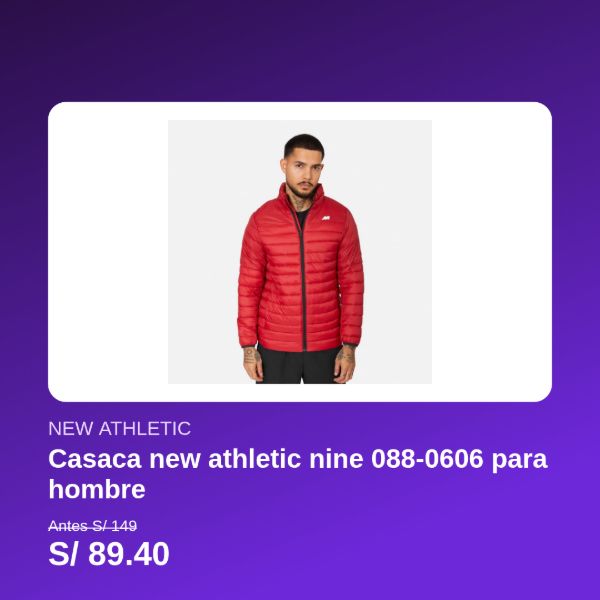 NEW ATHLETIC
Casaca new athletic nine 088-0606 para
hombre
Antes S/ 149
S/ 89.40